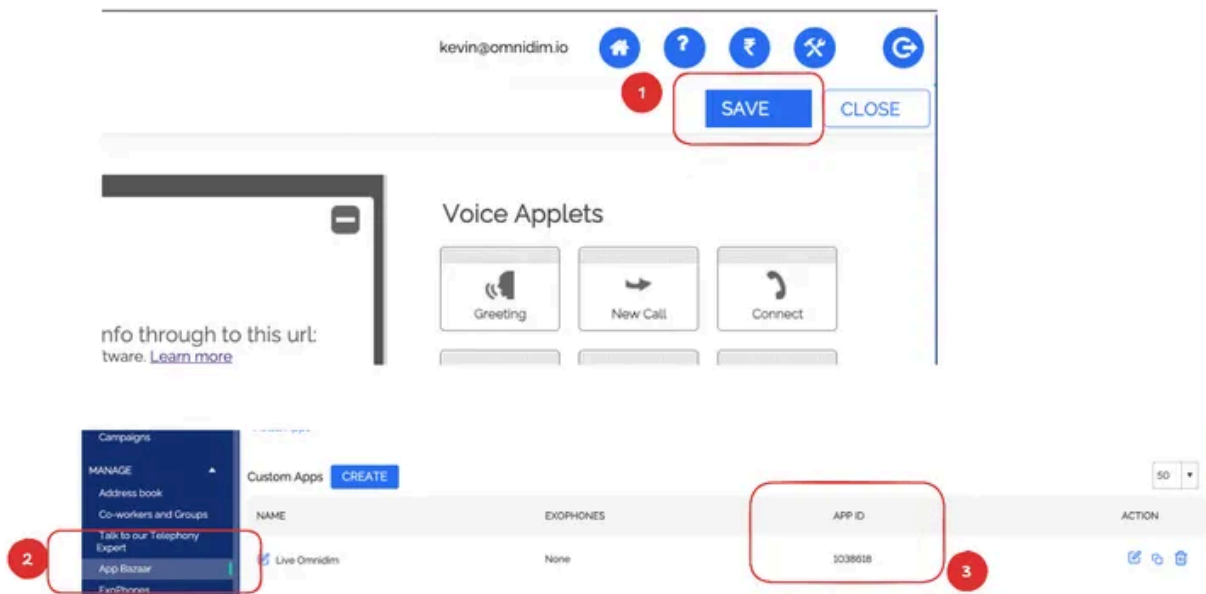 kevin@omnidim.io
?
₹
1
SAVE
CLOSE
Voice Applets
Greeting
New Call
Connect
nfo through to this url:
tware. Learn more
Campaigns
MANAGE
Address book
Co-workers and Groups
Talk to our Telephony
Expert
App Bazaar
ExoPhones
2
Custom Apps
CREATE
50
NAME
EXOPHONES
APP ID
ACTION
Live Omnidim
None
1038618
3